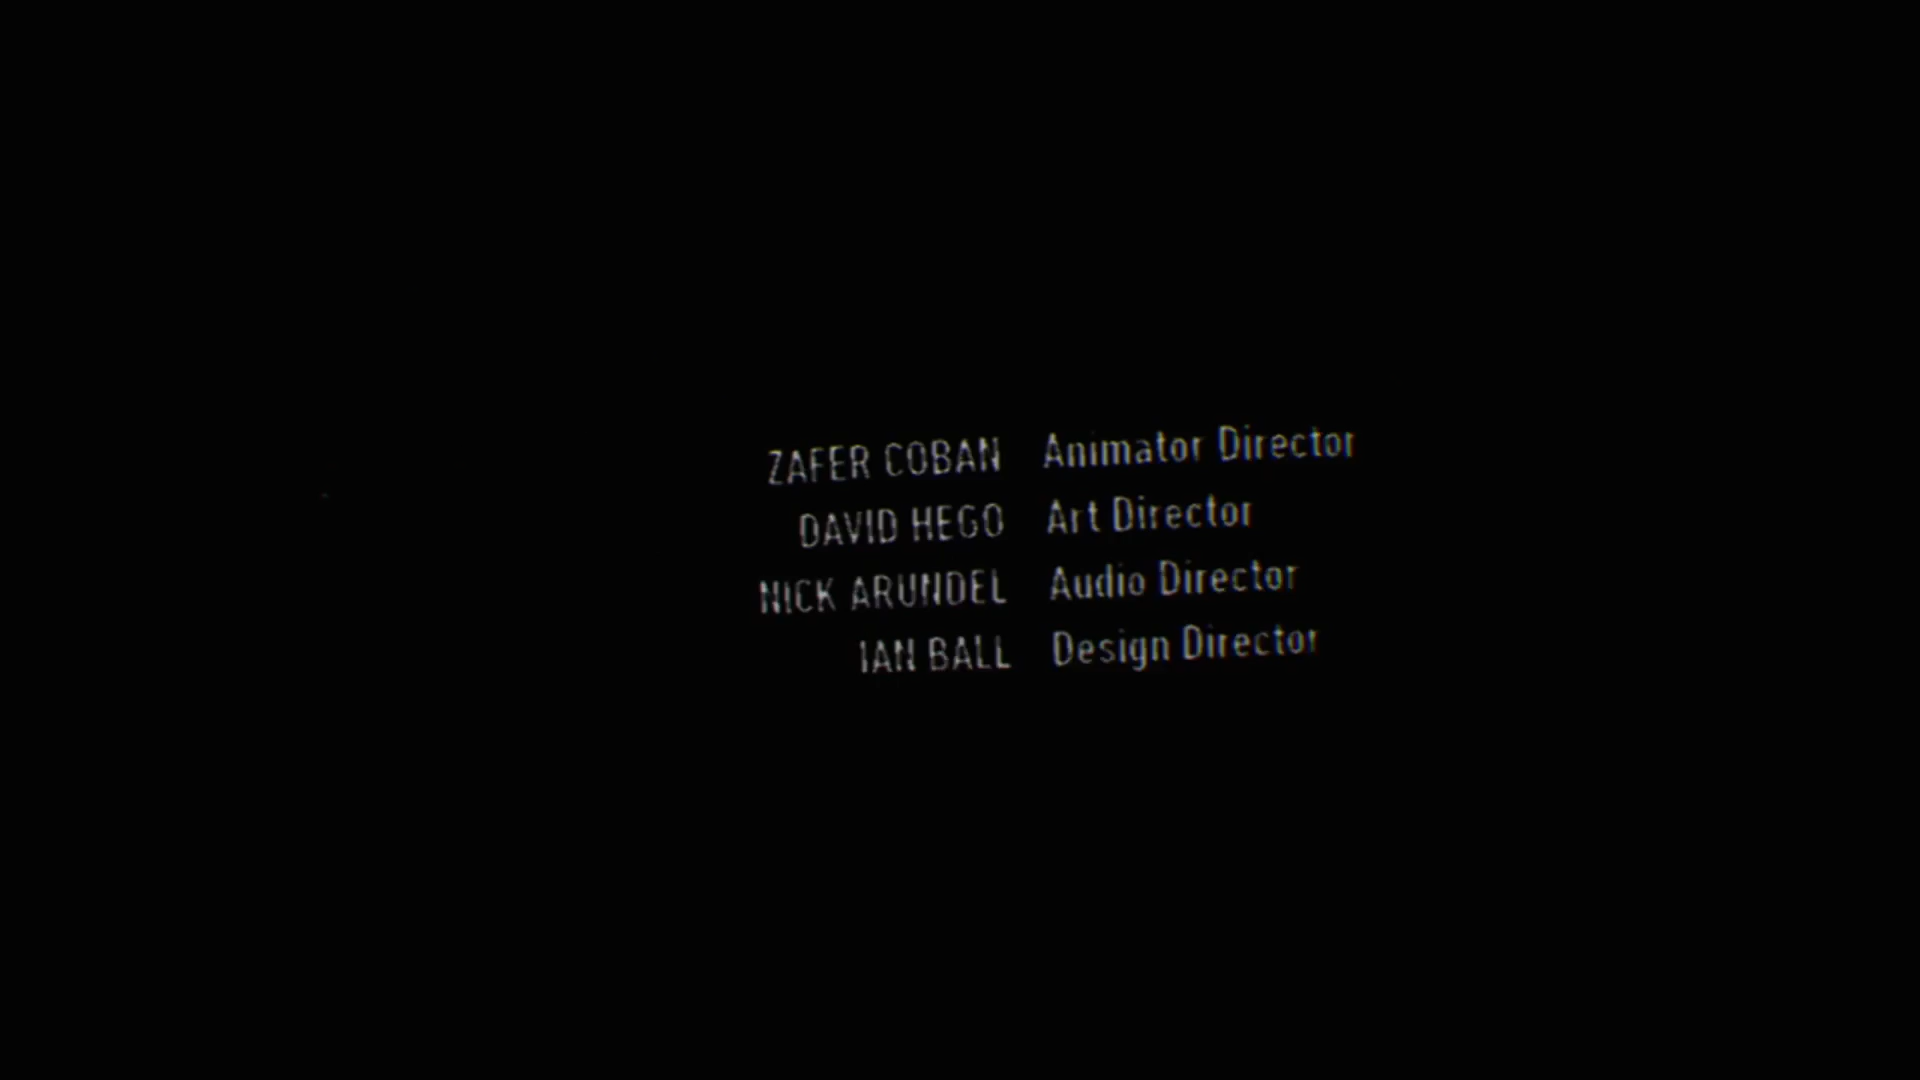 ZAFER COBAN Animator Director
DAVID HEGO Art Director
NICK ARUNDEL Audio Director
IAN BALL Design Director